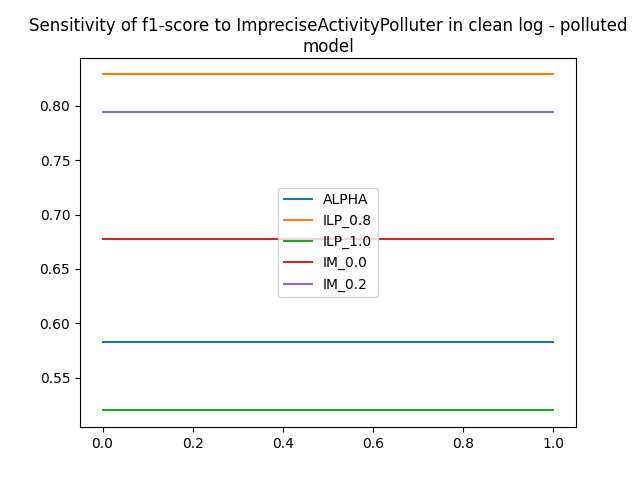 Sensitivity of f1-score to ImpreciseActivityPolluter in clean log - polluted
model
0.80
0.75
0.70
0.65
0.60
0.55
ALPHA
ILP_0.8
ILP_1.0
IM_0.0
IM_0.2
0.0 0.2 0.4 0.6 0.8 1.0